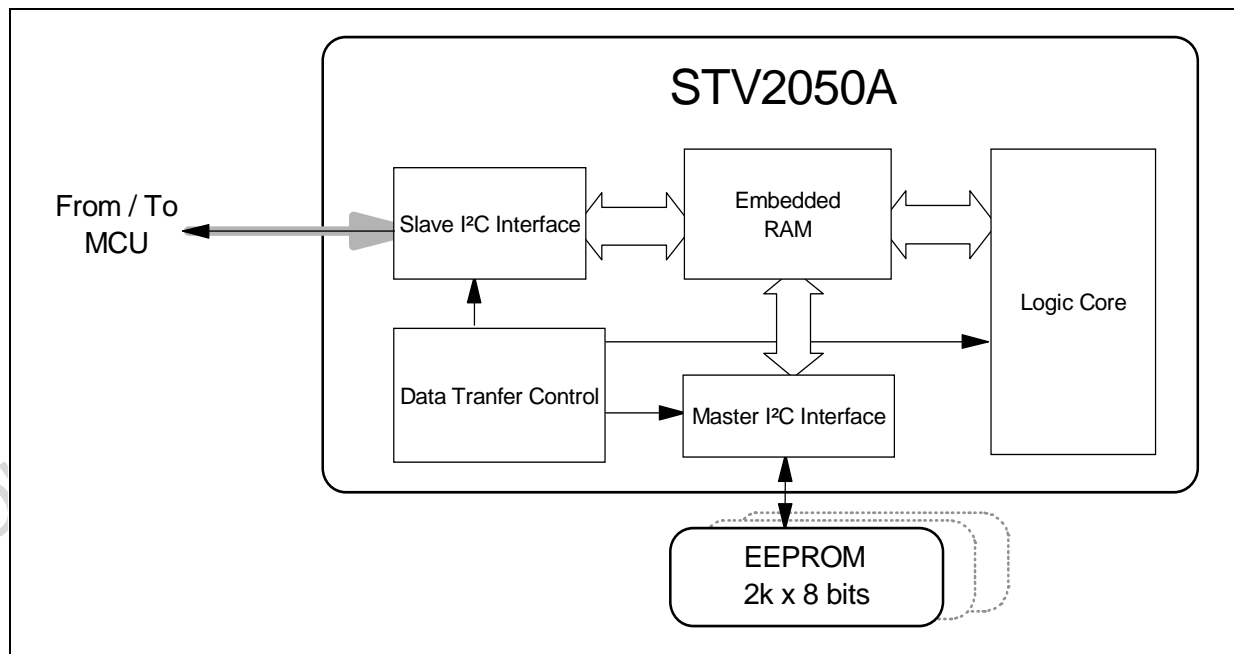 STV2050A
From / To
MCU
Slave I²C Interface
Embedded
RAM
Logic Core
Data Tranfer Control
Master I²C Interface
EEPROM
2k x 8 bits